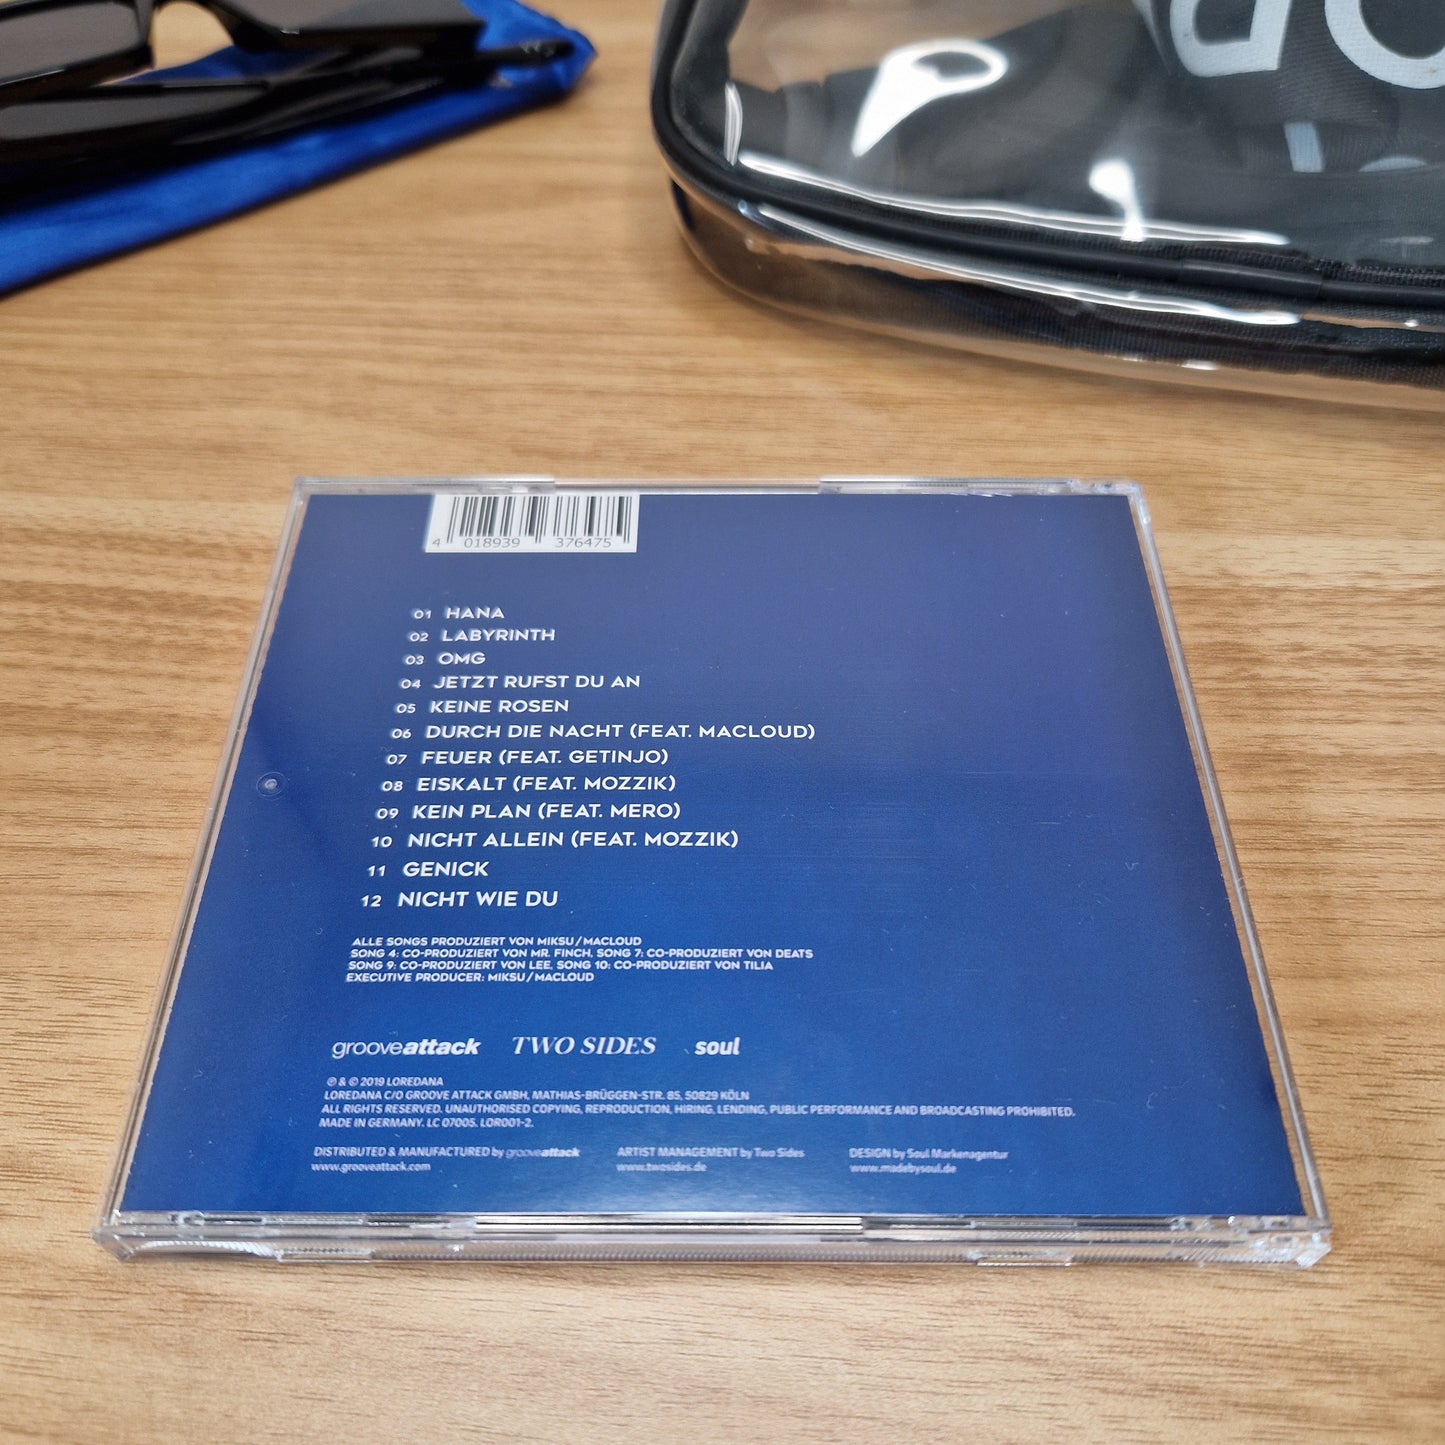 4 018939 376475
01 HANA
02 LABYRINTH
03 OMG
04 JETZT RUFST DU AN
05 KEINE ROSEN
06 DURCH DIE NACHT (FEAT. MACLOUD)
07 FEUER (FEAT. GETINJO)
08 EISKALT (FEAT. MOZZIK)
09 KEIN PLAN (FEAT. MERO)
10 NICHT ALLEIN (FEAT. MOZZIK)
11 GENICK
12 NICHT WIE DU
ALLE SONGS PRODUZIERT VON MIKSU/MACLOUD
SONG 4: CO-PRODUZIERT VON MR. FINCH, SONG 7: CO-PRODUZIERT VON DEATS
SONG 9: CO-PRODUZIERT VON LEE, SONG 10: CO-PRODUZIERT VON TILIA
EXECUTIVE PRODUCER: MIKSU/MACLOUD
grooveattack TWO SIDES soul
℗ & © 2019 LOREDANA
LOREDANA C/O GROOVE ATTACK GMBH, MATHIAS-BRÜGGEN-STR. 85, 50829 KÖLN
ALL RIGHTS RESERVED. UNAUTHORISED COPYING, REPRODUCTION, HIRING, LENDING, PUBLIC PERFORMANCE AND BROADCASTING PROHIBITED.
MADE IN GERMANY. LC 07005. LOR001-2.
DISTRIBUTED & MANUFACTURED by grooveattack ARTIST MANAGEMENT by Two Sides DESIGN by Soul Markenagentur
www.grooveattack.com www.twosides.de www.madebysoul.de